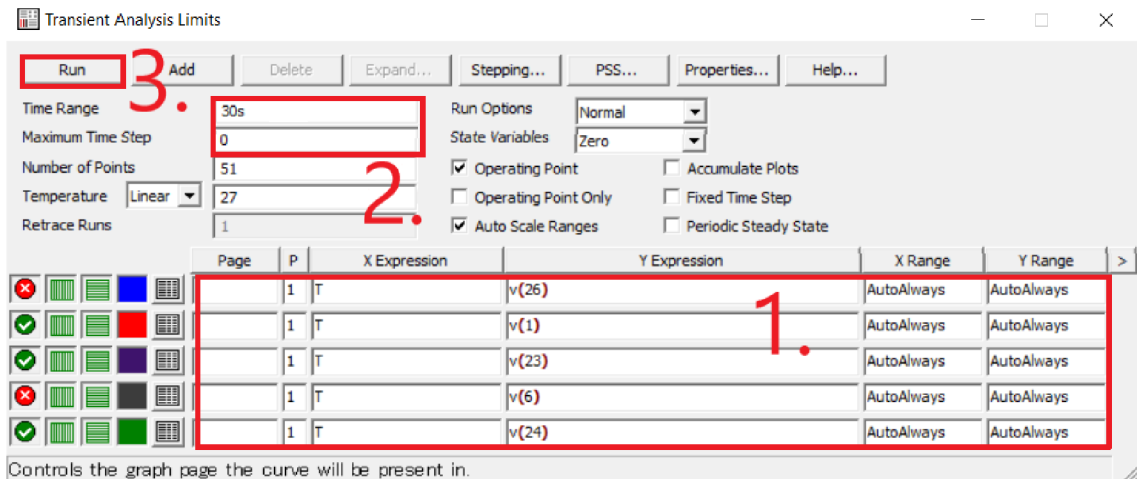 Transient Analysis Limits
Run Add Delete Expand... Stepping... PSS... Properties... Help...
3.
Time Range 30s Run Options Normal
Maximum Time Step 0 State Variables Zero
Number of Points 51 Operating Point Accumulate Plots
Temperature Linear 27 Operating Point Only Fixed Time Step
2.
Retrace Runs 1 Auto Scale Ranges Periodic Steady State
Page P X Expression Y Expression X Range Y Range >
1 T v(26) AutoAlways AutoAlways
1.
1 T v(1) AutoAlways AutoAlways
1 T v(23) AutoAlways AutoAlways
1 T v(6) AutoAlways AutoAlways
1 T v(24) AutoAlways AutoAlways
Controls the graph page the curve will be present in.